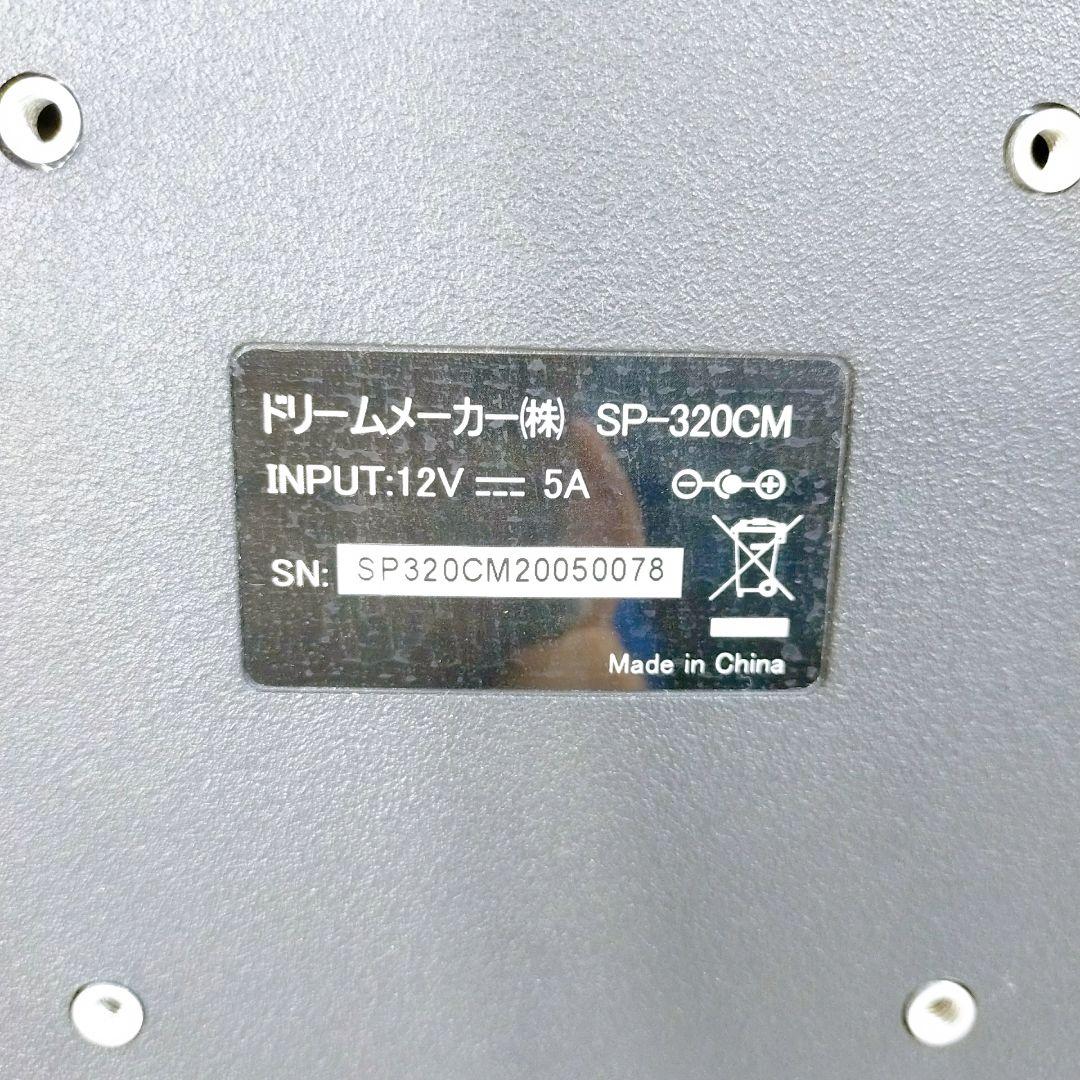 ドリームメーカー㈱ SP-320CM
INPUT:12V ⎓ 5A
SN: SP320CM20050078
Made in China